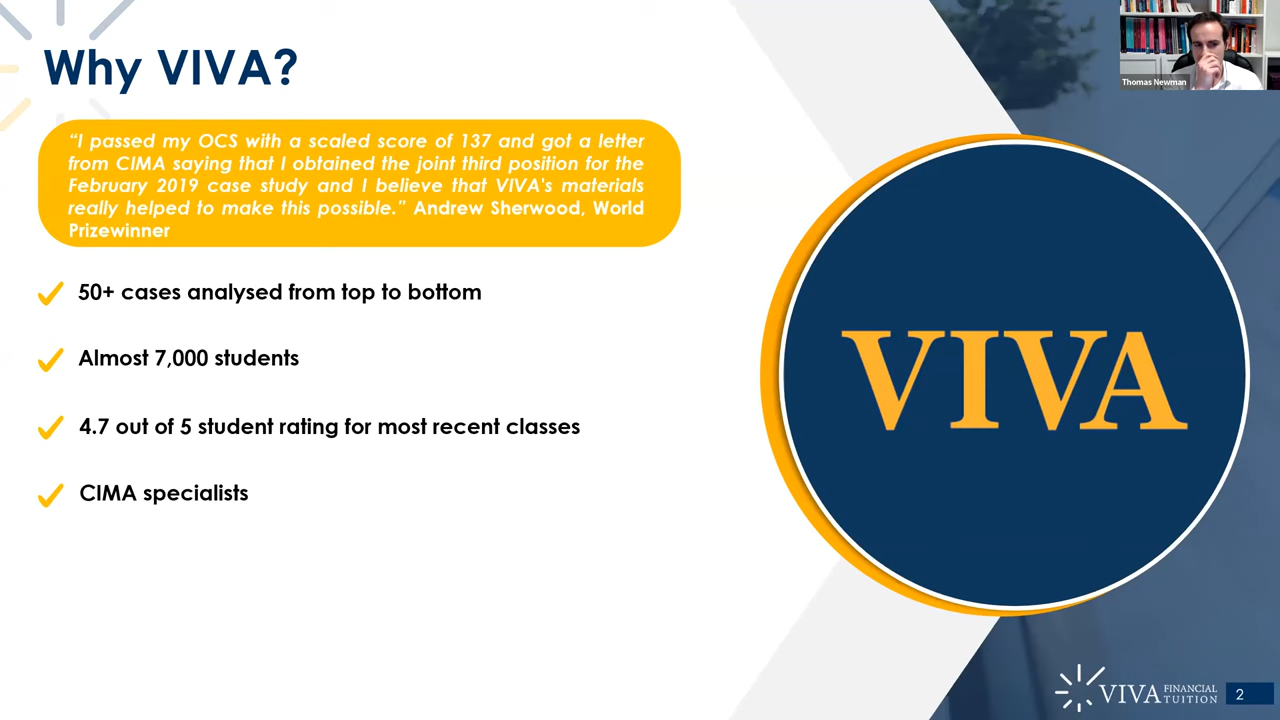 Why VIVA?
“I passed my OCS with a scaled score of 137 and got a letter
from CIMA saying that I obtained the joint third position for the
February 2019 case study and I believe that VIVA's materials
really helped to make this possible.” Andrew Sherwood, World
Prizewinner
50+ cases analysed from top to bottom
Almost 7,000 students
4.7 out of 5 student rating for most recent classes
CIMA specialists
VIVA
Thomas Newman
VIVA FINANCIAL
TUITION
2